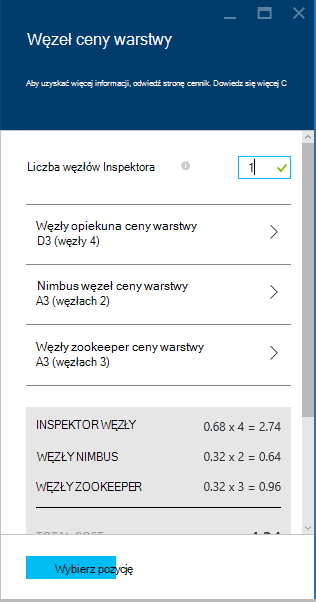 Węzeł ceny warstwy
Aby uzyskać więcej informacji, odwiedź stronę cennik. Dowiedz się więcej C
Liczba węzłów Inspektora
1
Węzły opiekuna ceny warstwy
D3 (węzły 4)
Nimbus węzeł ceny warstwy
A3 (węzłach 2)
Węzły zookeeper ceny warstwy
A3 (węzłach 3)
INSPEKTOR WĘZŁY 0.68 x 4 = 2.74
WĘZŁY NIMBUS 0.32 x 2 = 0.64
WĘZŁY ZOOKEEPER 0.32 x 3 = 0.96
TOTAL COST
Wybierz pozycję